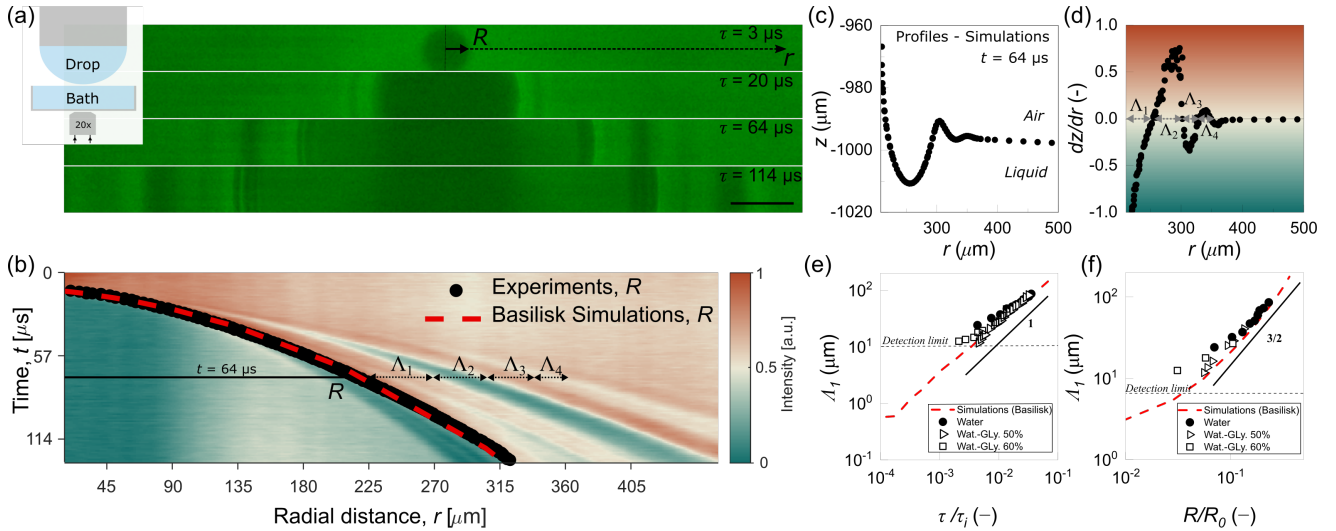 (a)
Drop
Bath
20x
R
r
τ = 3 μs
τ = 20 μs
τ = 64 μs
τ = 114 μs
(b)
0
57
114
Time, t [μs]
Experiments, R
Basilisk Simulations, R
t = 64 μs
R
Λ1
Λ2
Λ3
Λ4
45
90
135
180
225
270
315
360
405
Radial distance, r [μm]
1
0.5
0
Intensity [a.u.]
(c)
-960
-980
-1000
-1020
z (μm)
Profiles - Simulations
t = 64 μs
Air
Liquid
300
400
500
r (μm)
(d)
1.0
0.5
0.0
-0.5
-1.0
dz/dr (-)
Λ1
Λ2
Λ3
Λ4
300
400
500
r (μm)
(e)
10²
10¹
10⁰
10⁻¹
Λ1 (μm)
Detection limit
1
Simulations (Basilisk)
Water
Wat.-GLy. 50%
Wat.-GLy. 60%
10⁻⁴
10⁻³
10⁻²
10⁻¹
τ /τi (–)
(f)
10²
10¹
10⁰
Λ1 (μm)
Detection limit
3/2
Simulations (Basilisk)
Water
Wat.-GLy. 50%
Wat.-GLy. 60%
10⁻²
10⁻¹
R/R0 (–)